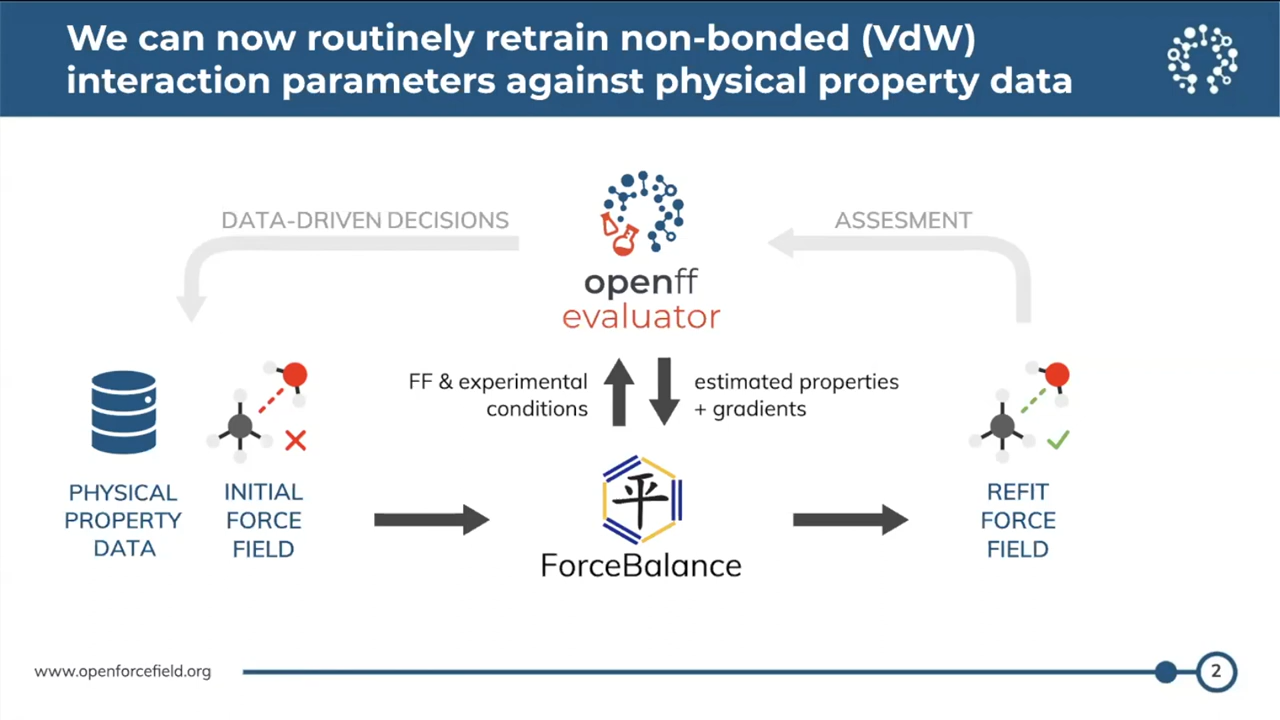 We can now routinely retrain non-bonded (VdW)
interaction parameters against physical property data
DATA-DRIVEN DECISIONS
ASSESMENT
openff
evaluator
FF & experimental
conditions
estimated properties
+ gradients
平
ForceBalance
PHYSICAL
PROPERTY
DATA
INITIAL
FORCE
FIELD
REFIT
FORCE
FIELD
www.openforcefield.org
2